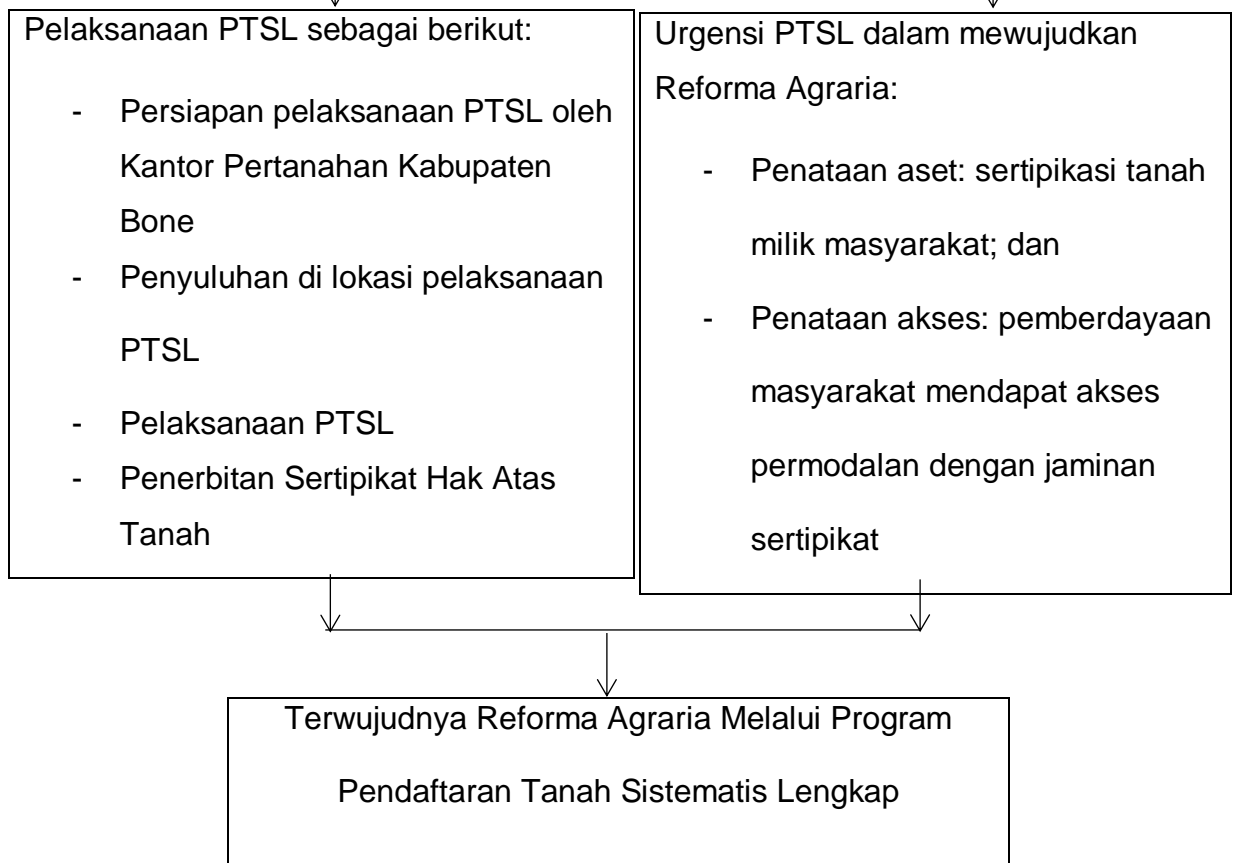 Pelaksanaan PTSL sebagai berikut:
- Persiapan pelaksanaan PTSL oleh
Kantor Pertanahan Kabupaten
Bone
- Penyuluhan di lokasi pelaksanaan
PTSL
- Pelaksanaan PTSL
- Penerbitan Sertipikat Hak Atas
Tanah
Urgensi PTSL dalam mewujudkan
Reforma Agraria:
- Penataan aset: sertipikasi tanah
milik masyarakat; dan
- Penataan akses: pemberdayaan
masyarakat mendapat akses
permodalan dengan jaminan
sertipikat
Terwujudnya Reforma Agraria Melalui Program
Pendaftaran Tanah Sistematis Lengkap